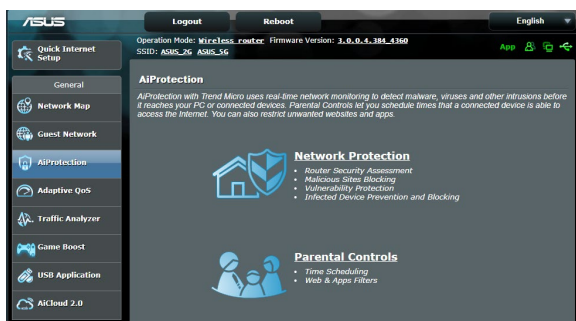 ASUS
Logout
Reboot
English
Quick Internet
Setup
Operation Mode: Wireless router Firmware Version: 3.0.0.4.384_4360
SSID: ASUS_2G ASUS_5G
App
General
Network Map
Guest Network
AiProtection
Adaptive QoS
Traffic Analyzer
Game Boost
USB Application
AiCloud 2.0
AiProtection
AiProtection with Trend Micro uses real-time network monitoring to detect malware, viruses and other intrusions before
it reaches your PC or connected devices. Parental Controls let you schedule times that a connected device is able to
access the Internet. You can also restrict unwanted websites and apps.
Network Protection
• Router Security Assessment
• Malicious Sites Blocking
• Vulnerability Protection
• Infected Device Prevention and Blocking
Parental Controls
• Time Scheduling
• Web & Apps Filters